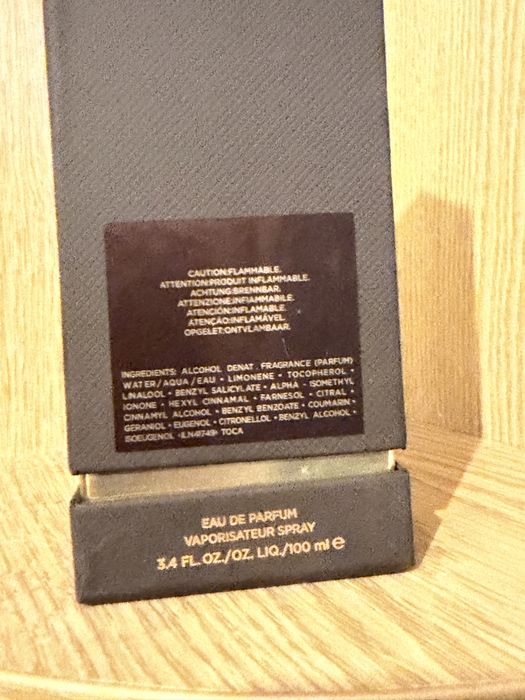 CAUTION:FLAMMABLE.
ATTENTION:PRODUIT INFLAMMABLE.
ACHTUNG:BRENNBAR.
ATTENZIONE:INFIAMMABILE.
ATENCIÓN:INFLAMABLE.
ATENÇÃO:INFLAMÁVEL.
OPGELET:ONTVLAMBAAR.
INGREDIENTS: ALCOHOL DENAT. FRAGRANCE (PARFUM)
WATER/AQUA/EAU • LIMONENE • TOCOPHEROL •
LINALOOL • BENZYL SALICYLATE • ALPHA - ISOMETHYL
IONONE • HEXYL CINNAMAL • FARNESOL • CITRAL •
CINNAMYL ALCOHOL • BENZYL BENZOATE • COUMARIN •
GERANIOL • EUGENOL • CITRONELLOL • BENZYL ALCOHOL •
ISOEUGENOL <ILN41749> TOCA
EAU DE PARFUM
VAPORISATEUR SPRAY
3.4 FL. OZ./OZ. LIQ./100 ml ℮